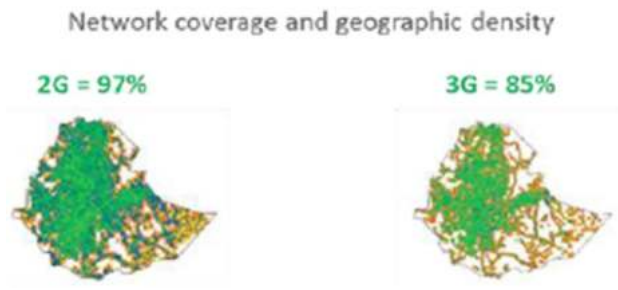 Network coverage and geographic density
2G = 97%
3G = 85%